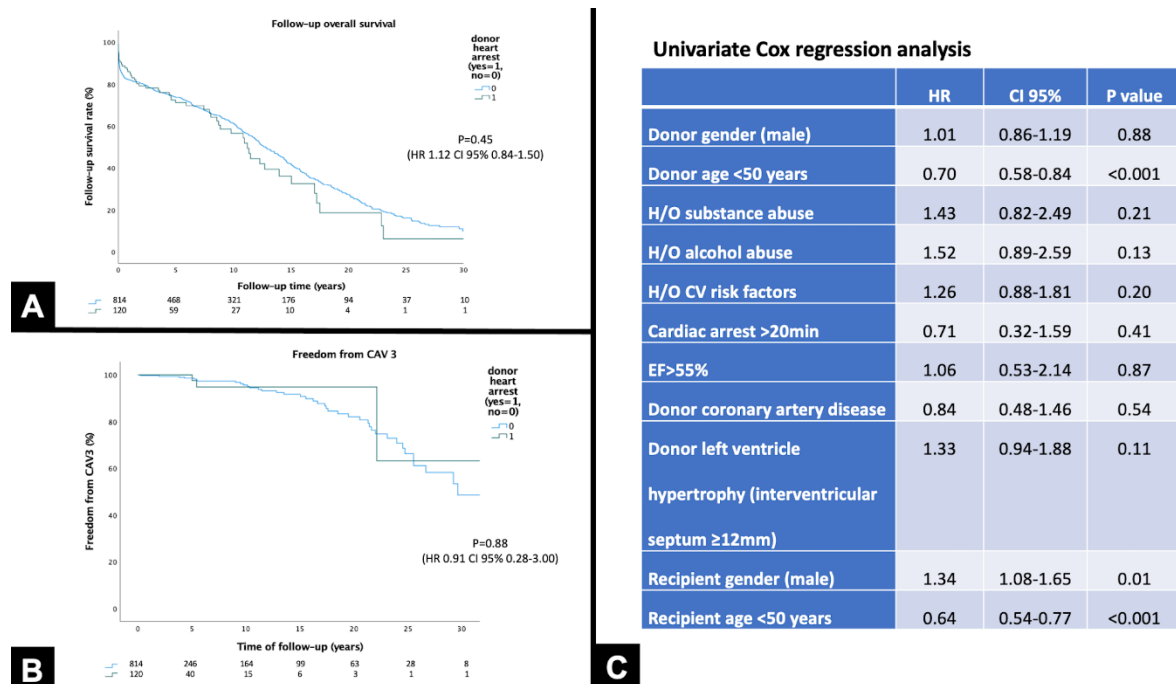 Follow-up overall survival
donor
heart
arrest
(yes=1,
no=0)
0
1
P=0.45
(HR 1.12 CI 95% 0.84-1.50)
Follow-up survival rate (%)
100
80
60
40
20
0
0 5 10 15 20 25 30
Follow-up time (years)
814 468 321 176 94 37 10
120 59 27 10 4 1 1
A
Freedom from CAV 3
donor
heart
arrest
(yes=1,
no=0)
0
1
P=0.88
(HR 0.91 CI 95% 0.28-3.00)
Freedom from CAV3 (%)
100
80
60
40
20
0
0 5 10 15 20 25 30
Time of follow-up (years)
814 246 164 99 63 28 8
120 40 15 6 3 1 1
B
Univariate Cox regression analysis
HR CI 95% P value
Donor gender (male) 1.01 0.86-1.19 0.88
Donor age <50 years 0.70 0.58-0.84 <0.001
H/O substance abuse 1.43 0.82-2.49 0.21
H/O alcohol abuse 1.52 0.89-2.59 0.13
H/O CV risk factors 1.26 0.88-1.81 0.20
Cardiac arrest >20min 0.71 0.32-1.59 0.41
EF>55% 1.06 0.53-2.14 0.87
Donor coronary artery disease 0.84 0.48-1.46 0.54
Donor left ventricle 1.33 0.94-1.88 0.11
hypertrophy (interventricular
septum ≥12mm)
Recipient gender (male) 1.34 1.08-1.65 0.01
Recipient age <50 years 0.64 0.54-0.77 <0.001
C